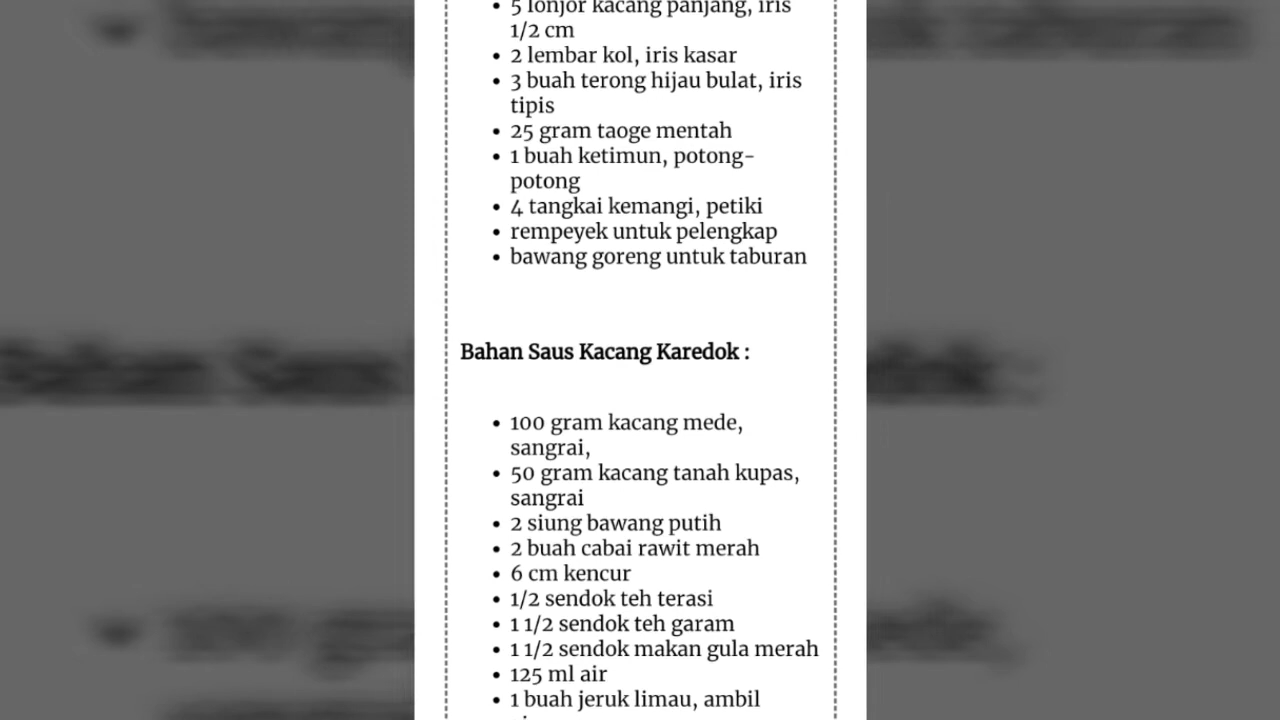 5 lonjor kacang panjang, iris
1/2 cm
2 lembar kol, iris kasar
3 buah terong hijau bulat, iris
tipis
25 gram taoge mentah
1 buah ketimun, potong-
potong
4 tangkai kemangi, petiki
rempeyek untuk pelengkap
bawang goreng untuk taburan
Bahan Saus Kacang Karedok :
100 gram kacang mede,
sangrai,
50 gram kacang tanah kupas,
sangrai
2 siung bawang putih
2 buah cabai rawit merah
6 cm kencur
1/2 sendok teh terasi
1 1/2 sendok teh garam
1 1/2 sendok makan gula merah
125 ml air
1 buah jeruk limau, ambil